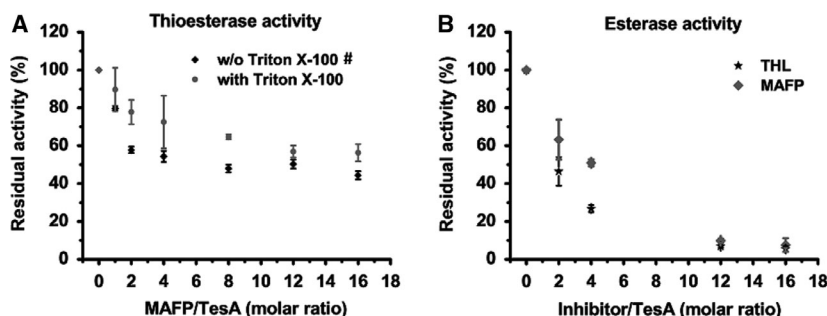 A
Thioesterase activity
w/o Triton X-100 #
with Triton X-100
Residual activity (%)
120
100
80
60
40
20
0
0 2 4 6 8 10 12 14 16 18
MAFP/TesA (molar ratio)
B
Esterase activity
THL
MAFP
Residual activity (%)
120
100
80
60
40
20
0
0 2 4 6 8 10 12 14 16 18
Inhibitor/TesA (molar ratio)